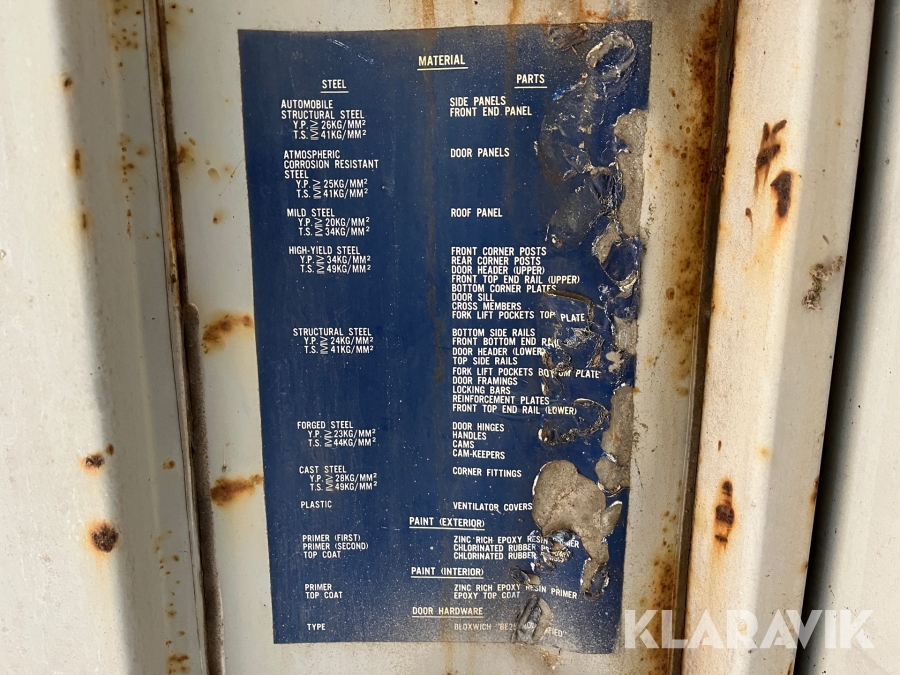 MATERIAL
STEEL PARTS
AUTOMOBILE SIDE PANELS
STRUCTURAL STEEL FRONT END PANEL
Y.P. ≧ 26KG/MM²
T.S. ≧ 41KG/MM²
ATMOSPHERIC DOOR PANELS
CORROSION RESISTANT
STEEL
Y.P. ≧ 25KG/MM²
T.S. ≧ 41KG/MM²
MILD STEEL ROOF PANEL
Y.P. ≧ 20KG/MM²
T.S. ≧ 34KG/MM²
HIGH-YIELD STEEL FRONT CORNER POSTS
Y.P. ≧ 34KG/MM² REAR CORNER POSTS
T.S. ≧ 49KG/MM² DOOR HEADER (UPPER)
FRONT TOP END RAIL (UPPER)
BOTTOM CORNER PLATES
DOOR SILL
CROSS MEMBERS
FORK LIFT POCKETS TOP PLATE
STRUCTURAL STEEL BOTTOM SIDE RAILS
Y.P. ≧ 24KG/MM² FRONT BOTTOM END RAIL
T.S. ≧ 41KG/MM² DOOR HEADER (LOWER)
TOP SIDE RAILS
FORK LIFT POCKETS BOTTOM PLATE
DOOR FRAMINGS
LOCKING BARS
REINFORCEMENT PLATES
FRONT TOP END RAIL (LOWER)
FORGED STEEL DOOR HINGES
Y.P. ≧ 23KG/MM² HANDLES
T.S. ≧ 44KG/MM² CAMS
CAM-KEEPERS
CAST STEEL CORNER FITTINGS
Y.P. ≧ 28KG/MM²
T.S. ≧ 49KG/MM²
PLASTIC VENTILATOR COVERS
PAINT (EXTERIOR)
PRIMER (FIRST) ZINC RICH EPOXY RESIN PRIMER
PRIMER (SECOND) CHLORINATED RUBBER
TOP COAT CHLORINATED RUBBER
PAINT (INTERIOR)
PRIMER ZINC RICH EPOXY RESIN PRIMER
TOP COAT EPOXY TOP COAT
DOOR HARDWARE
TYPE BLOXWICH
KLARAVIK